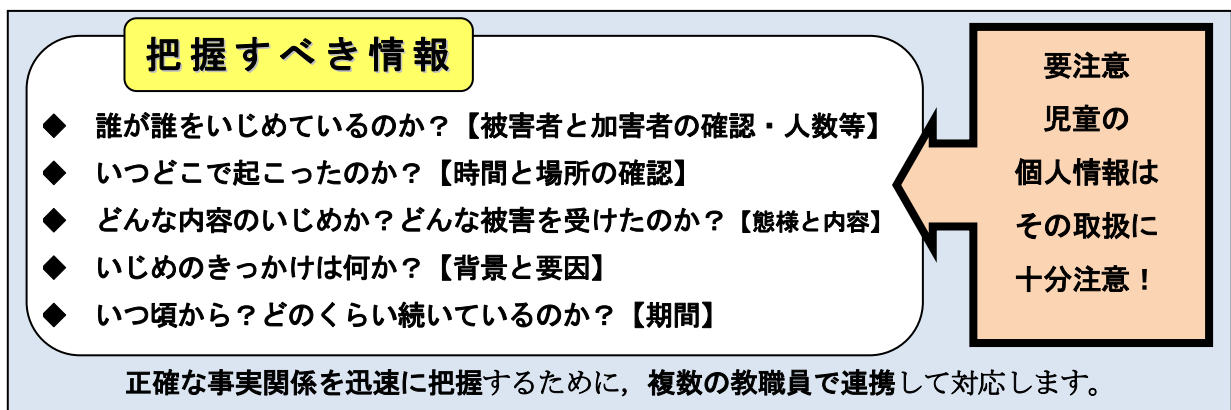 把握すべき情報
◆ 誰が誰をいじめているのか？【被害者と加害者の確認・人数等】
◆ いつどこで起こったのか？【時間と場所の確認】
◆ どんな内容のいじめか？どんな被害を受けたのか？【態様と内容】
◆ いじめのきっかけは何か？【背景と要因】
◆ いつ頃から？どのくらい続いているのか？【期間】
要注意
児童の
個人情報は
その取扱に
十分注意！
正確な事実関係を迅速に把握するために，複数の教職員で連携して対応します。